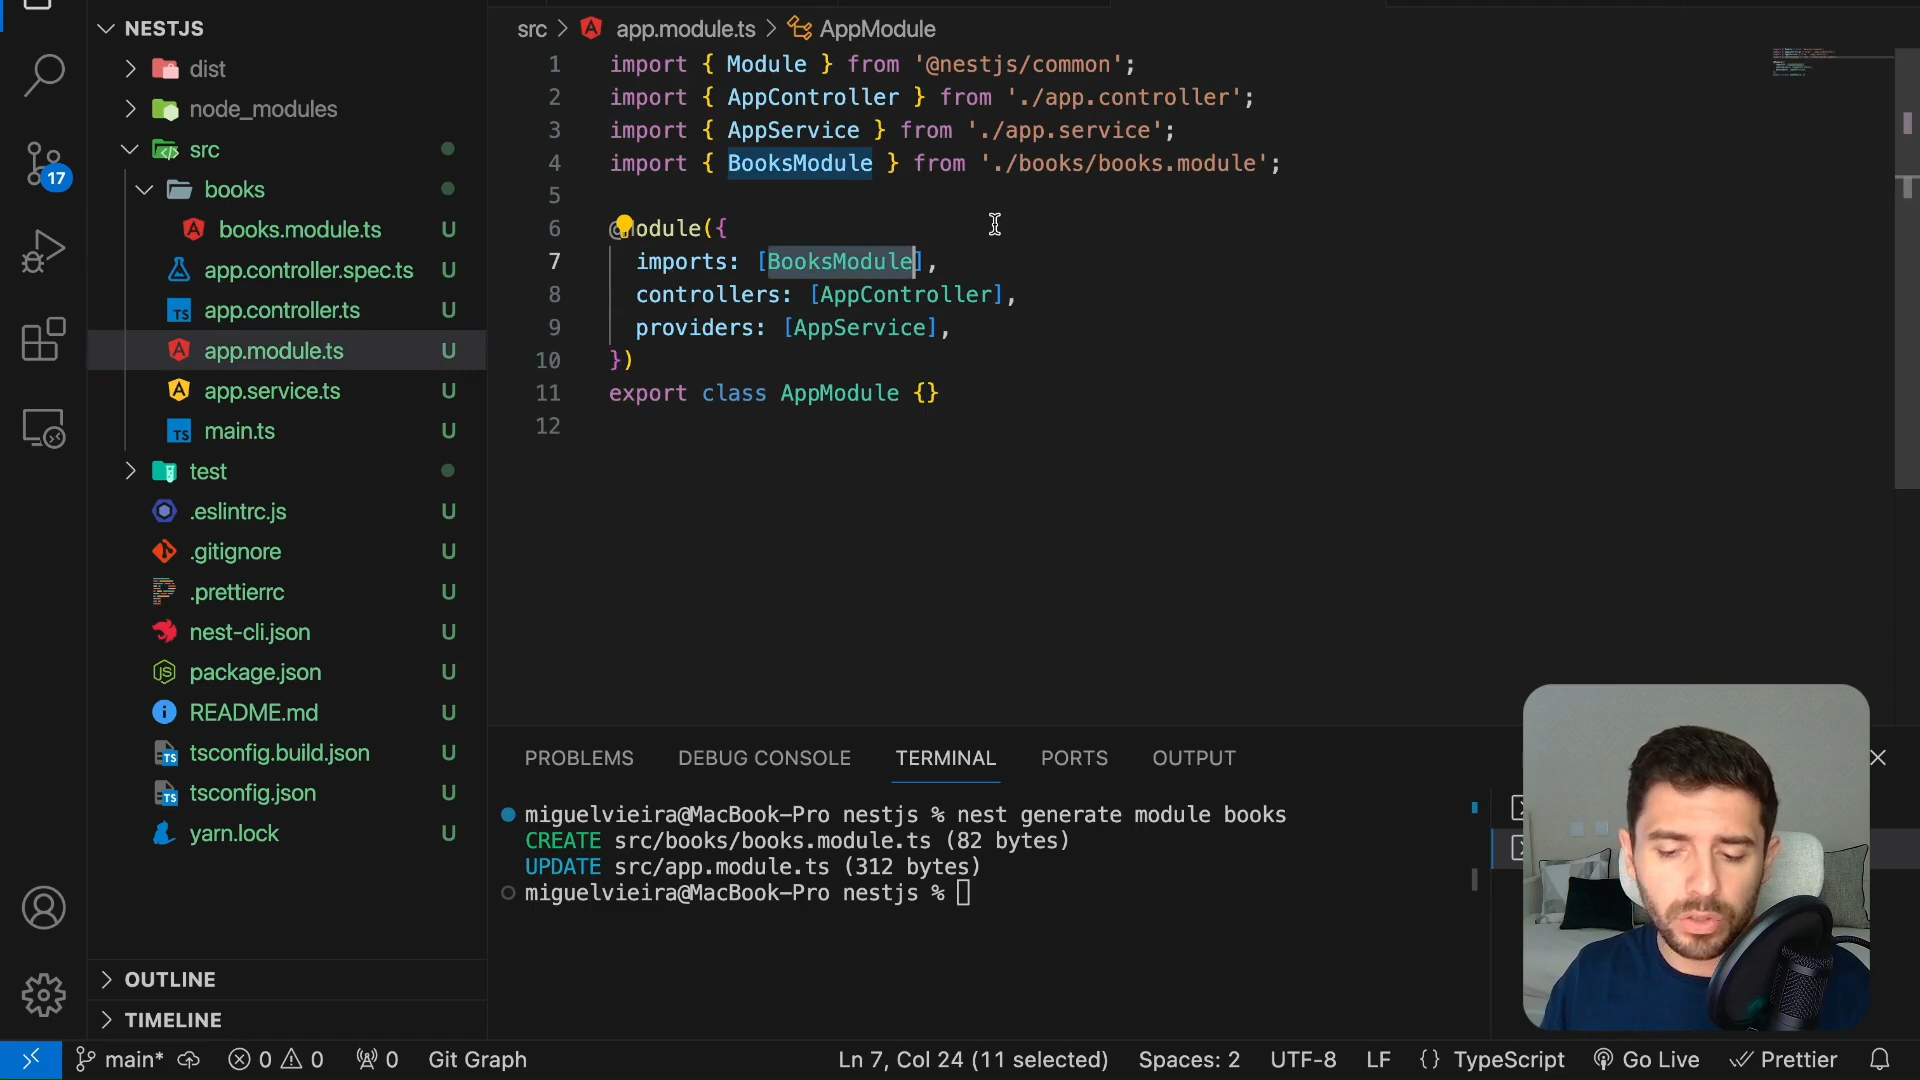 NESTJS
dist
node_modules
src
books
books.module.ts U
app.controller.spec.ts U
app.controller.ts U
app.module.ts U
app.service.ts U
main.ts U
test
.eslintrc.js U
.gitignore U
.prettierrc U
nest-cli.json U
package.json U
README.md U
tsconfig.build.json U
tsconfig.json U
yarn.lock U
OUTLINE
TIMELINE
17
src > app.module.ts > AppModule
1 import { Module } from '@nestjs/common';
2 import { AppController } from './app.controller';
3 import { AppService } from './app.service';
4 import { BooksModule } from './books/books.module';
5
6 @Module({
7 imports: [BooksModule],
8 controllers: [AppController],
9 providers: [AppService],
10 })
11 export class AppModule {}
12
PROBLEMS DEBUG CONSOLE TERMINAL PORTS OUTPUT
miguelvieira@MacBook-Pro nestjs % nest generate module books
CREATE src/books/books.module.ts (82 bytes)
UPDATE src/app.module.ts (312 bytes)
miguelvieira@MacBook-Pro nestjs %
main* 0 0 0 Git Graph Ln 7, Col 24 (11 selected) Spaces: 2 UTF-8 LF {} TypeScript Go Live Prettier